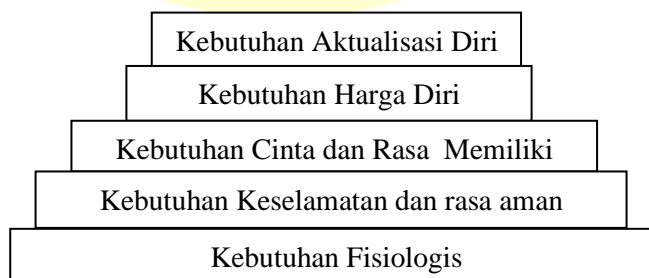 Kebutuhan Aktualisasi Diri
Kebutuhan Harga Diri
Kebutuhan Cinta dan Rasa  Memiliki
Kebutuhan Keselamatan dan rasa aman
Kebutuhan Fisiologis